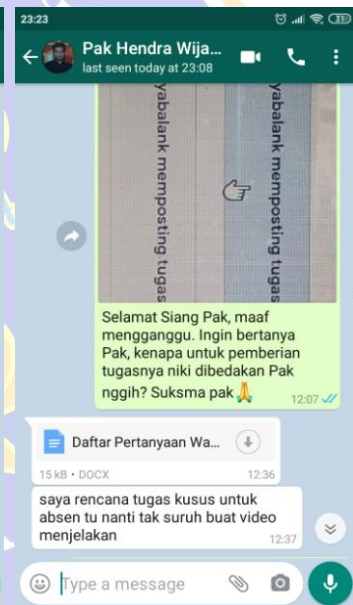 23:23
Pak Hendra Wija...
last seen today at 23:08
yabalank memposting tugas
yabalank memposting tugas
Selamat Siang Pak, maaf
mengganggu. Ingin bertanya
Pak, kenapa untuk pemberian
tugasnya niki dibedakan Pak
nggih? Suksma pak🙏
12:07
Daftar Pertanyaan Wa...
15 kB • DOCX
12:36
saya rencana tugas kusus untuk
absen tu nanti tak suruh buat video
menjelakan
12:37
Type a message